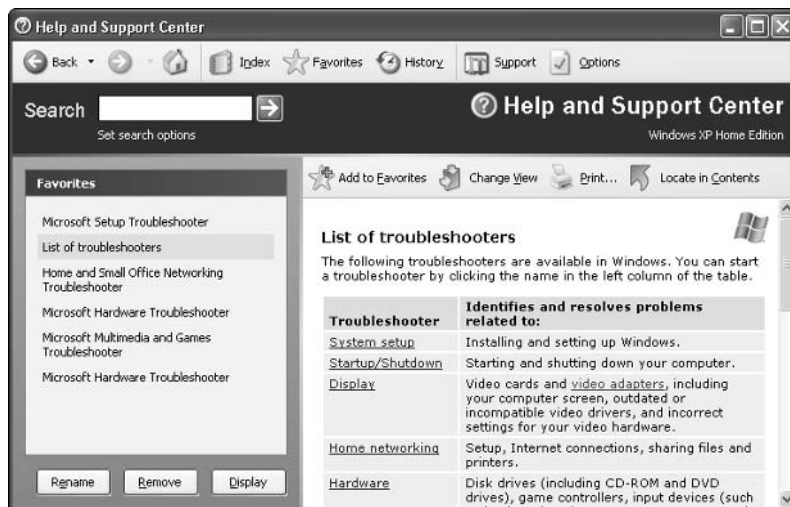 Help and Support Center
Back
Index
Favorites
History
Support
Options
Search
Set search options
Help and Support Center
Windows XP Home Edition
Favorites
Microsoft Setup Troubleshooter
List of troubleshooters
Home and Small Office Networking
Troubleshooter
Microsoft Hardware Troubleshooter
Microsoft Multimedia and Games
Troubleshooter
Microsoft Hardware Troubleshooter
Rename
Remove
Display
Add to Favorites
Change View
Print...
Locate in Contents
List of troubleshooters
The following troubleshooters are available in Windows. You can start
a troubleshooter by clicking the name in the left column of the table.
Troubleshooter
Identifies and resolves problems
related to:
System setup
Installing and setting up Windows.
Startup/Shutdown
Starting and shutting down your computer.
Display
Video cards and video adapters, including
your computer screen, outdated or
incompatible video drivers, and incorrect
settings for your video hardware.
Home networking
Setup, Internet connections, sharing files and
printers.
Hardware
Disk drives (including CD-ROM and DVD
drives), game controllers, input devices (such